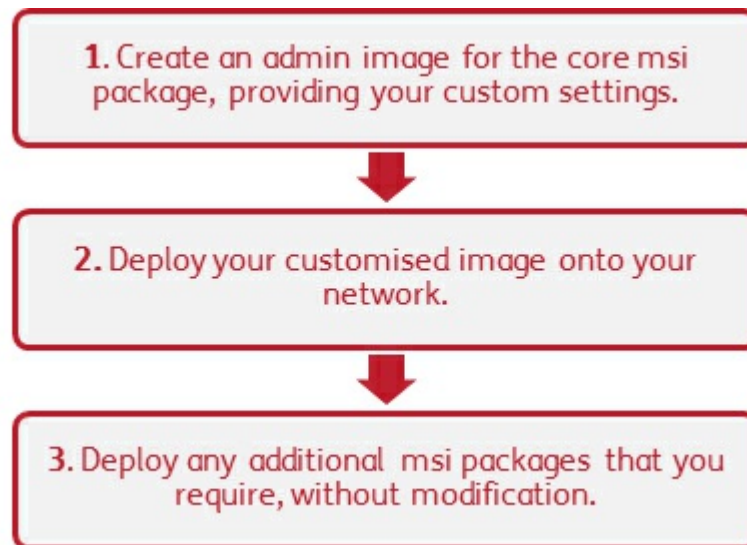 1. Create an admin image for the core msi
package, providing your custom settings.
2. Deploy your customised image onto your
network.
3. Deploy any additional msi packages that you
require, without modification.